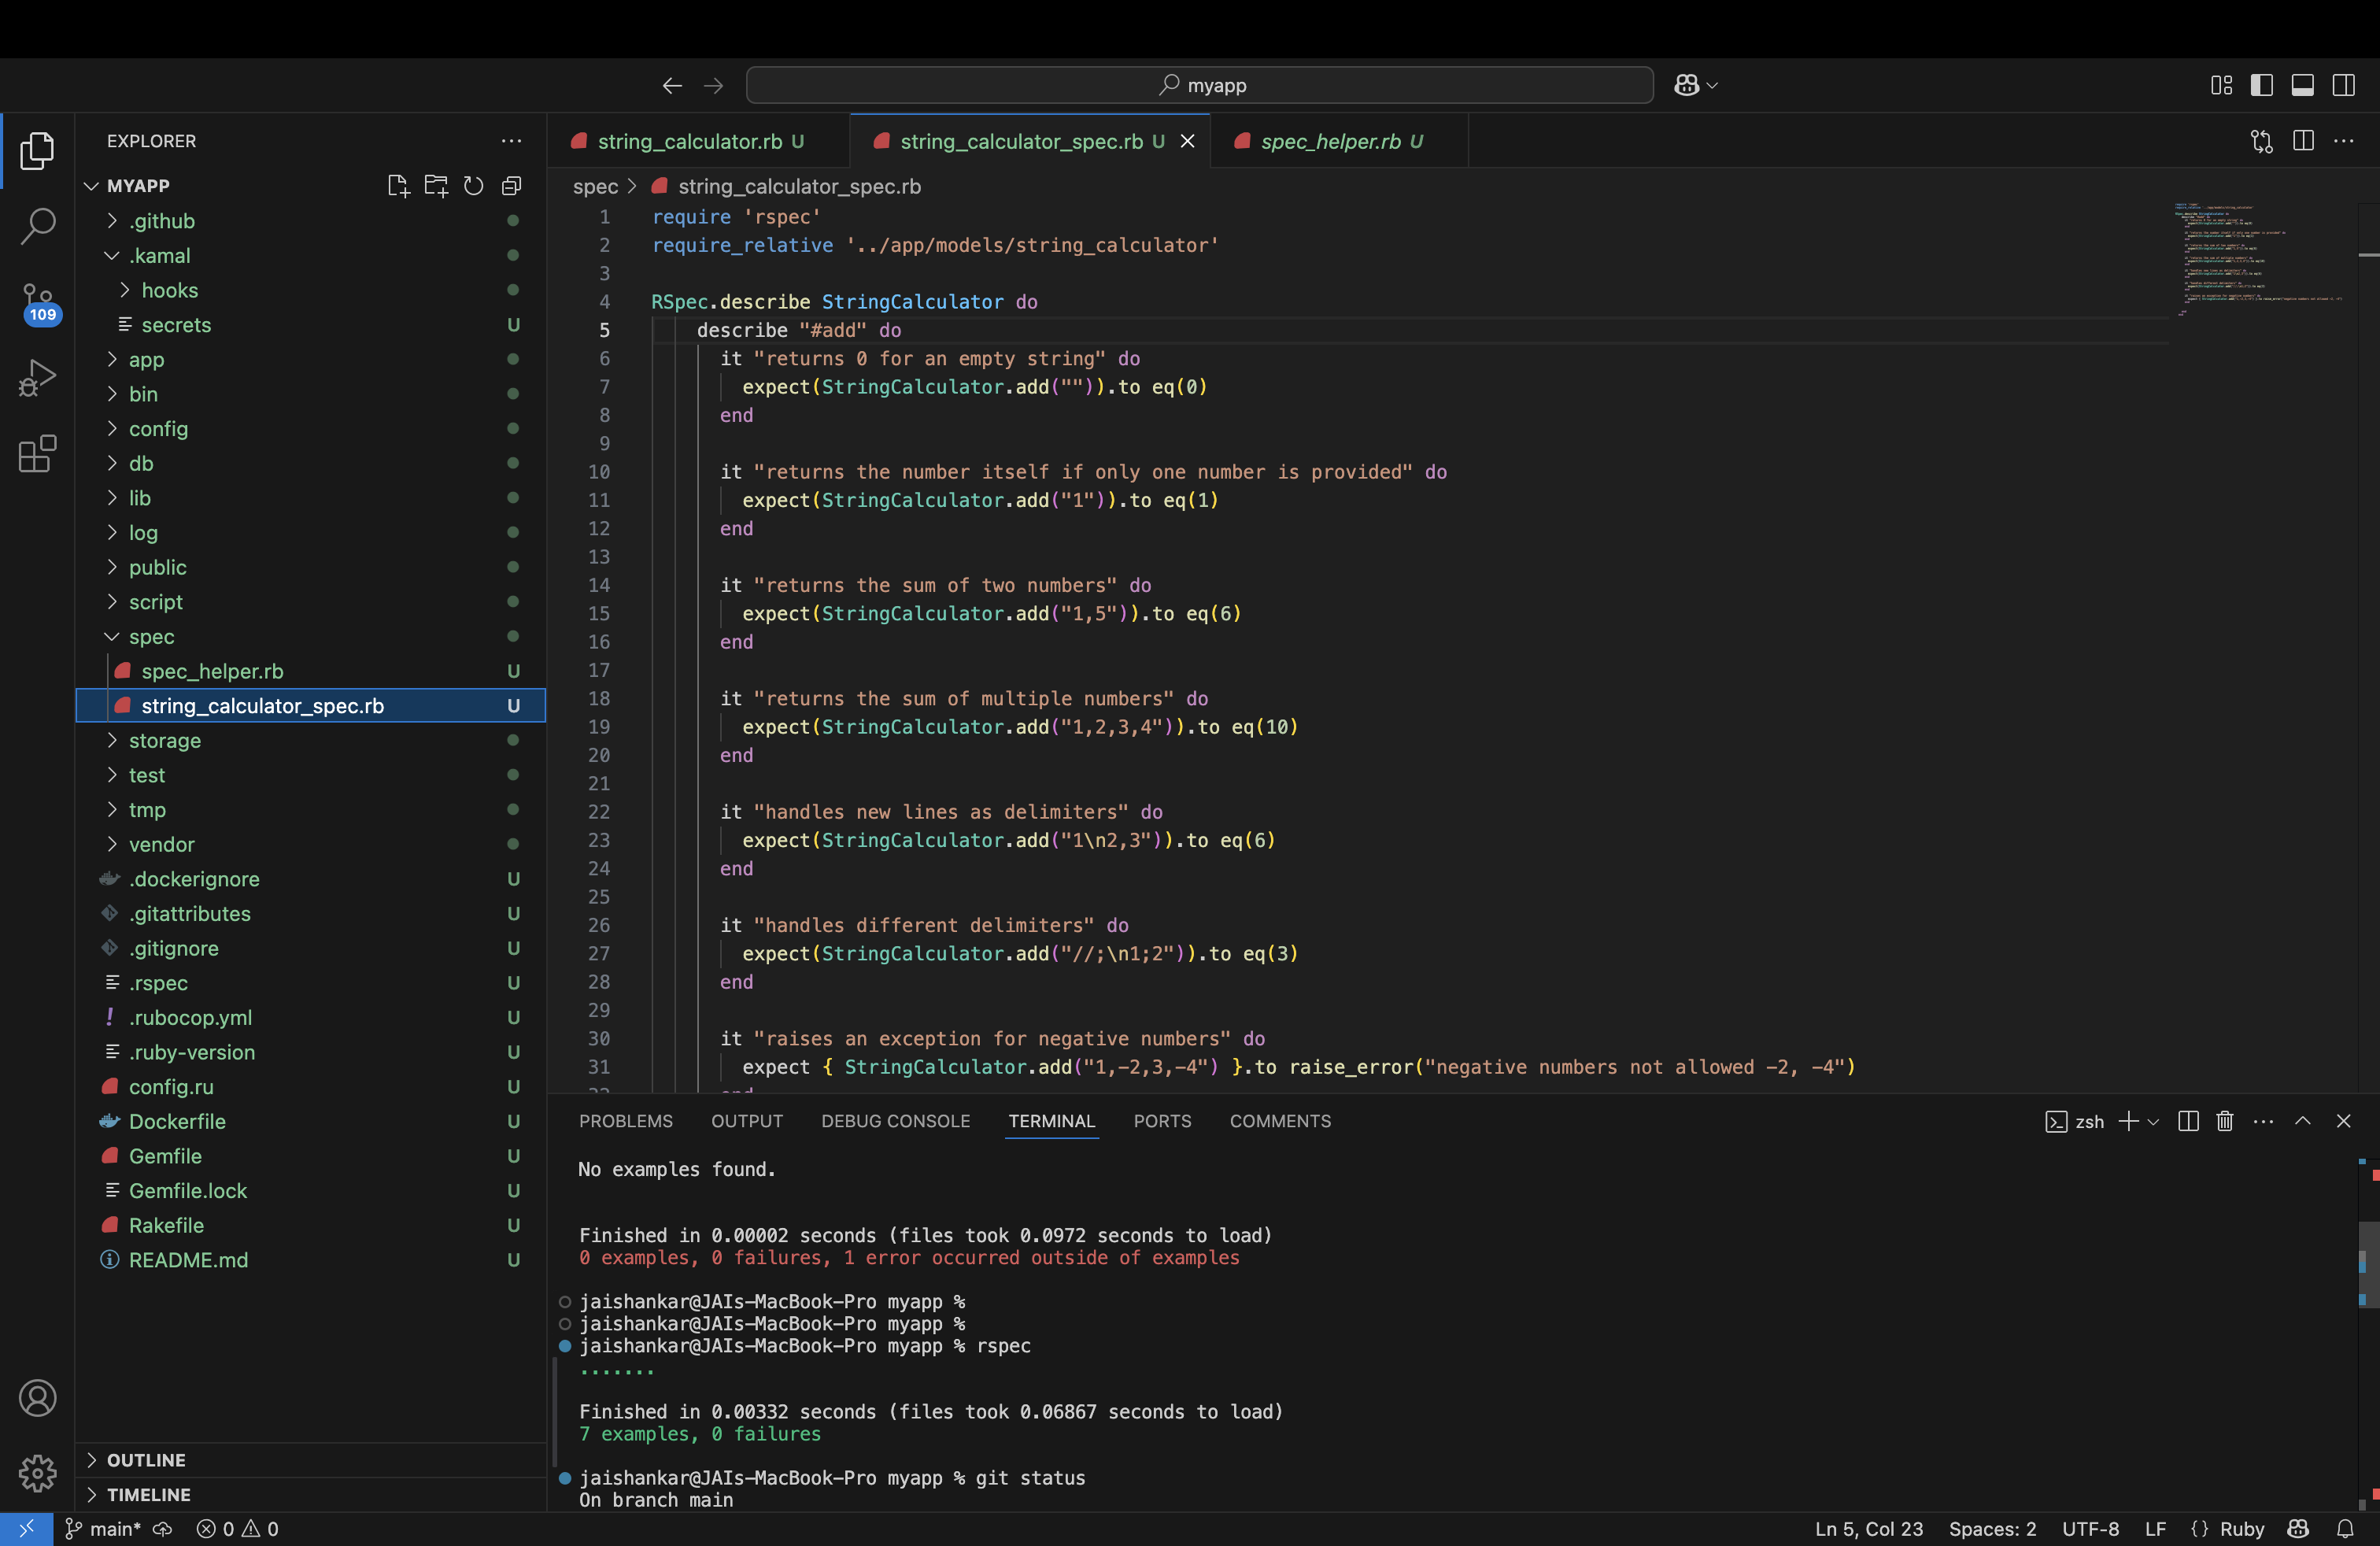 myapp
EXPLORER
MYAPP
.github
.kamal
hooks
secrets U
app
bin
config
db
lib
log
public
script
spec
spec_helper.rb U
string_calculator_spec.rb U
storage
test
tmp
vendor
.dockerignore U
.gitattributes U
.gitignore U
.rspec U
.rubocop.yml U
.ruby-version U
config.ru U
Dockerfile U
Gemfile U
Gemfile.lock U
Rakefile U
README.md U
OUTLINE
TIMELINE
109
string_calculator.rb U
string_calculator_spec.rb U
spec_helper.rb U
spec > string_calculator_spec.rb
1 require 'rspec'
2 require_relative '../app/models/string_calculator'
3
4 RSpec.describe StringCalculator do
5 describe "#add" do
6 it "returns 0 for an empty string" do
7 expect(StringCalculator.add("")).to eq(0)
8 end
9
10 it "returns the number itself if only one number is provided" do
11 expect(StringCalculator.add("1")).to eq(1)
12 end
13
14 it "returns the sum of two numbers" do
15 expect(StringCalculator.add("1,5")).to eq(6)
16 end
17
18 it "returns the sum of multiple numbers" do
19 expect(StringCalculator.add("1,2,3,4")).to eq(10)
20 end
21
22 it "handles new lines as delimiters" do
23 expect(StringCalculator.add("1\n2,3")).to eq(6)
24 end
25
26 it "handles different delimiters" do
27 expect(StringCalculator.add("//;\n1;2")).to eq(3)
28 end
29
30 it "raises an exception for negative numbers" do
31 expect { StringCalculator.add("1,-2,3,-4") }.to raise_error("negative numbers not allowed -2, -4")
PROBLEMS OUTPUT DEBUG CONSOLE TERMINAL PORTS COMMENTS
zsh
No examples found.
Finished in 0.00002 seconds (files took 0.0972 seconds to load)
0 examples, 0 failures, 1 error occurred outside of examples
jaishankar@JAIs-MacBook-Pro myapp %
jaishankar@JAIs-MacBook-Pro myapp %
jaishankar@JAIs-MacBook-Pro myapp % rspec
.......
Finished in 0.00332 seconds (files took 0.06867 seconds to load)
7 examples, 0 failures
jaishankar@JAIs-MacBook-Pro myapp % git status
On branch main
main* 0 0
Ln 5, Col 23 Spaces: 2 UTF-8 LF {} Ruby